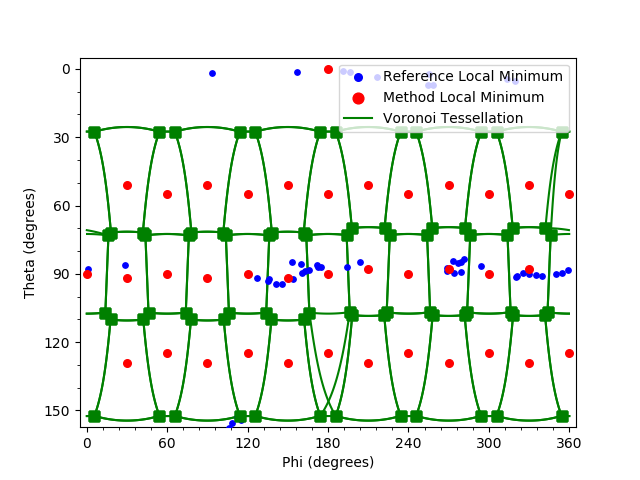 Reference Local Minimum
Method Local Minimum
Voronoi Tessellation
Theta (degrees)
0
30
60
90
120
150
0 60 120 180 240 300 360
Phi (degrees)